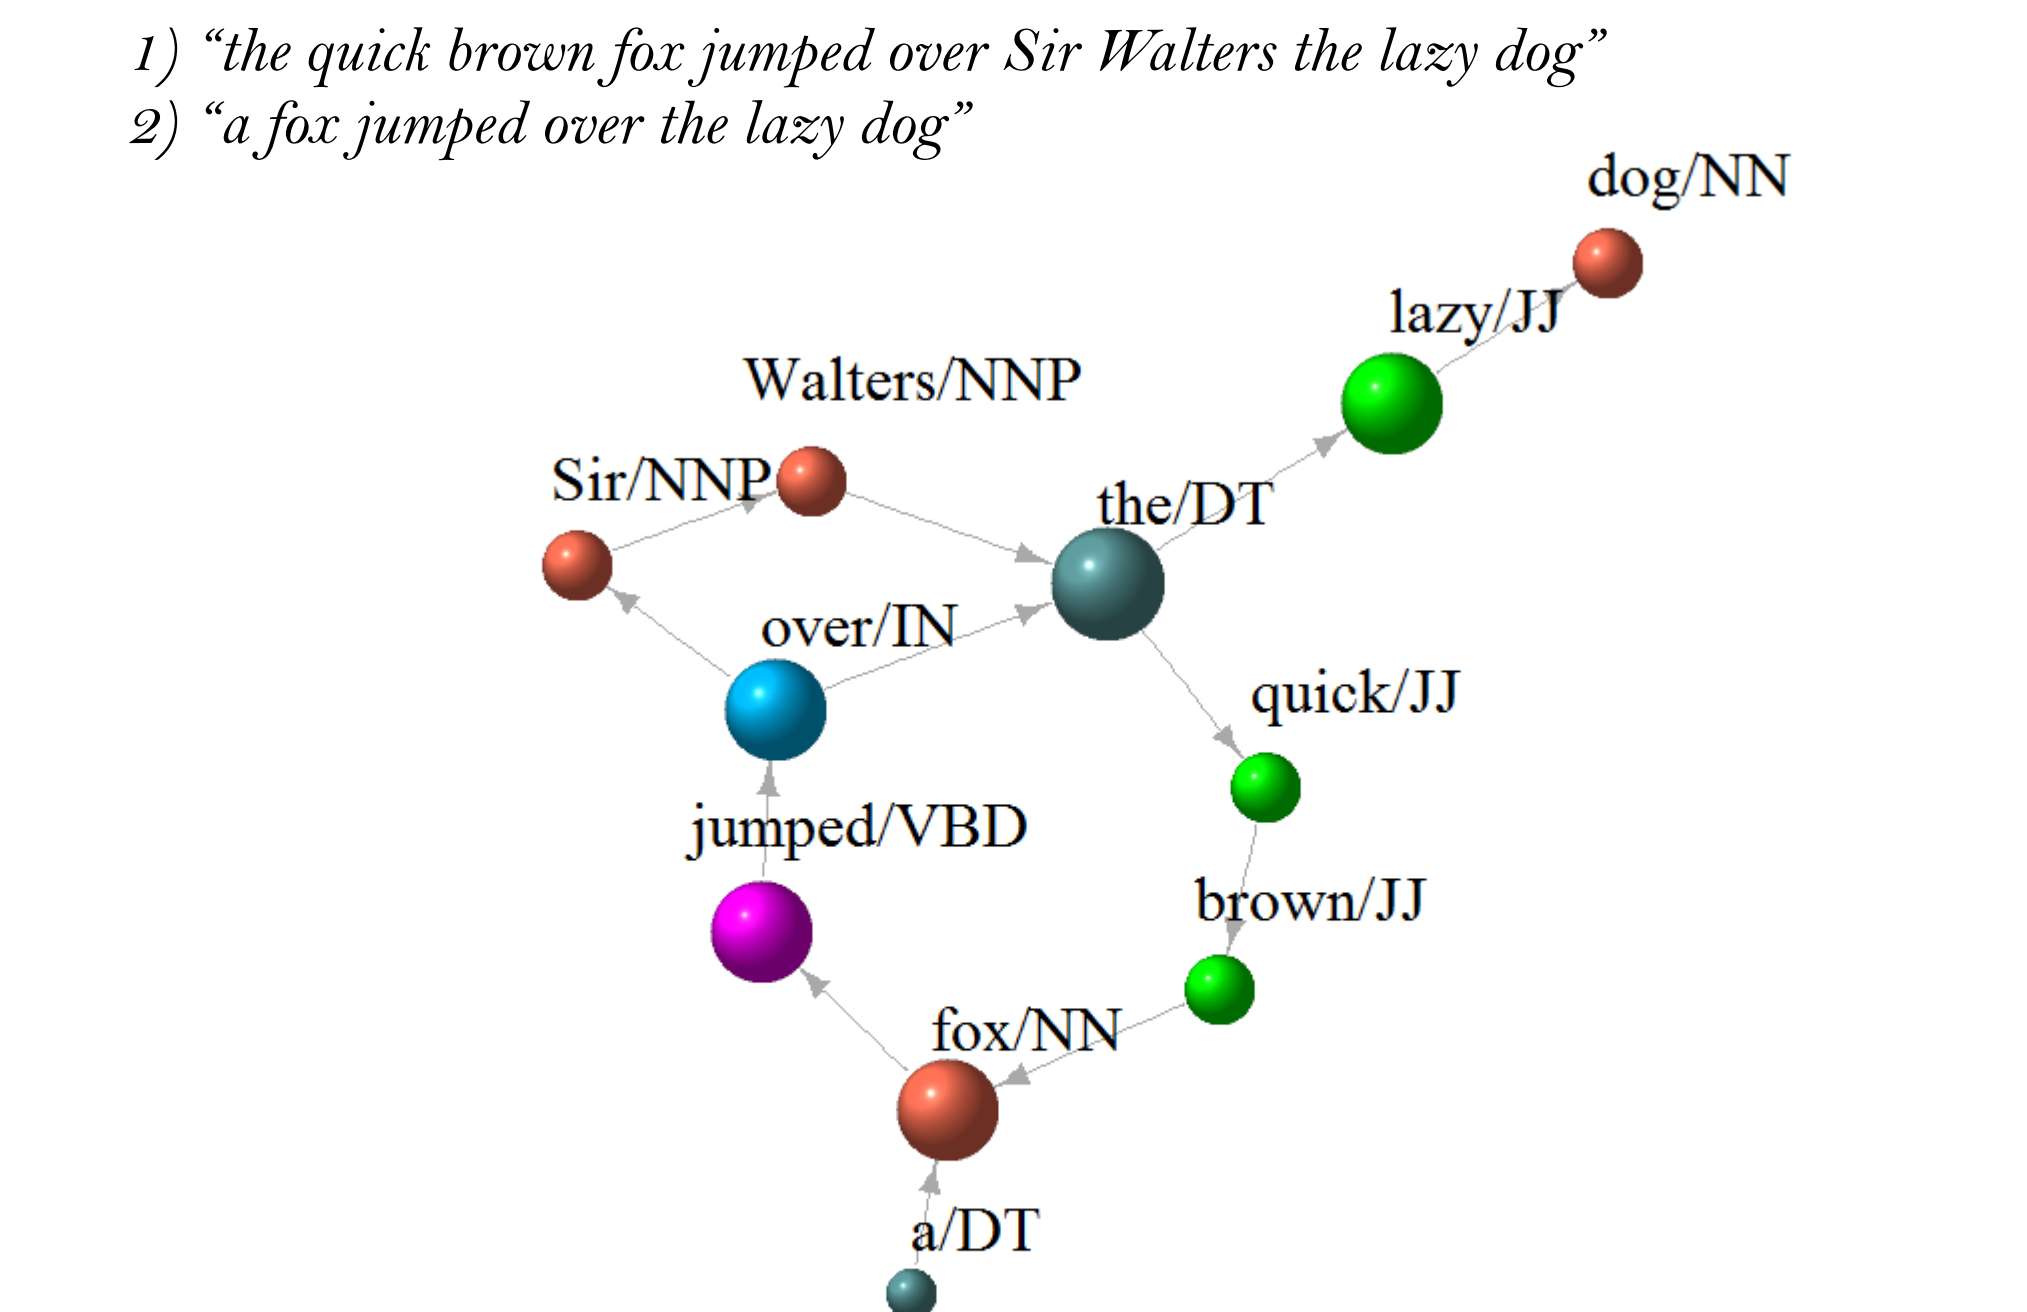 1) “the quick brown fox jumped over Sir Walters the lazy dog”
2) “a fox jumped over the lazy dog”
dog/NN
lazy/JJ
Walters/NNP
Sir/NNP
the/DT
over/IN
quick/JJ
jumped/VBD
brown/JJ
fox/NN
a/DT